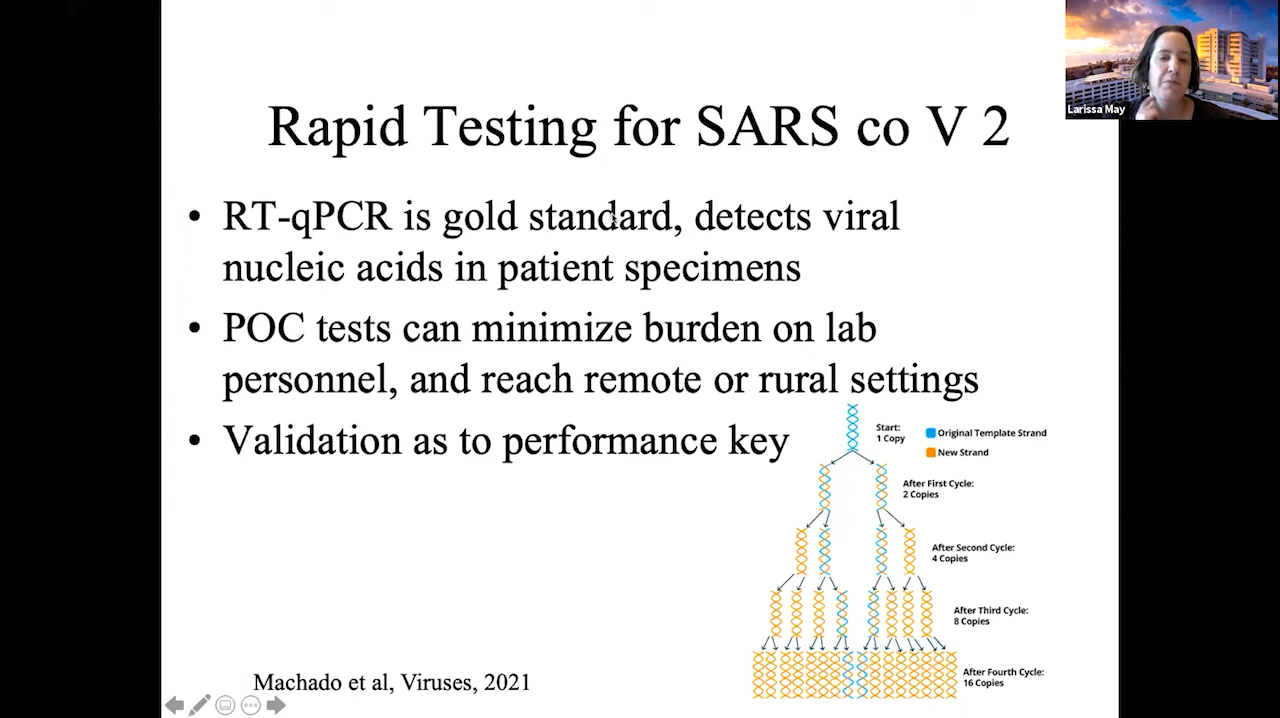 Larissa May
Rapid Testing for SARS co V 2
• RT-qPCR is gold standard, detects viral
nucleic acids in patient specimens
• POC tests can minimize burden on lab
personnel, and reach remote or rural settings
• Validation as to performance key
Start:
1 Copy
Original Template Strand
New Strand
After First Cycle:
2 Copies
After Second Cycle:
4 Copies
After Third Cycle:
8 Copies
After Fourth Cycle:
16 Copies
Machado et al, Viruses, 2021